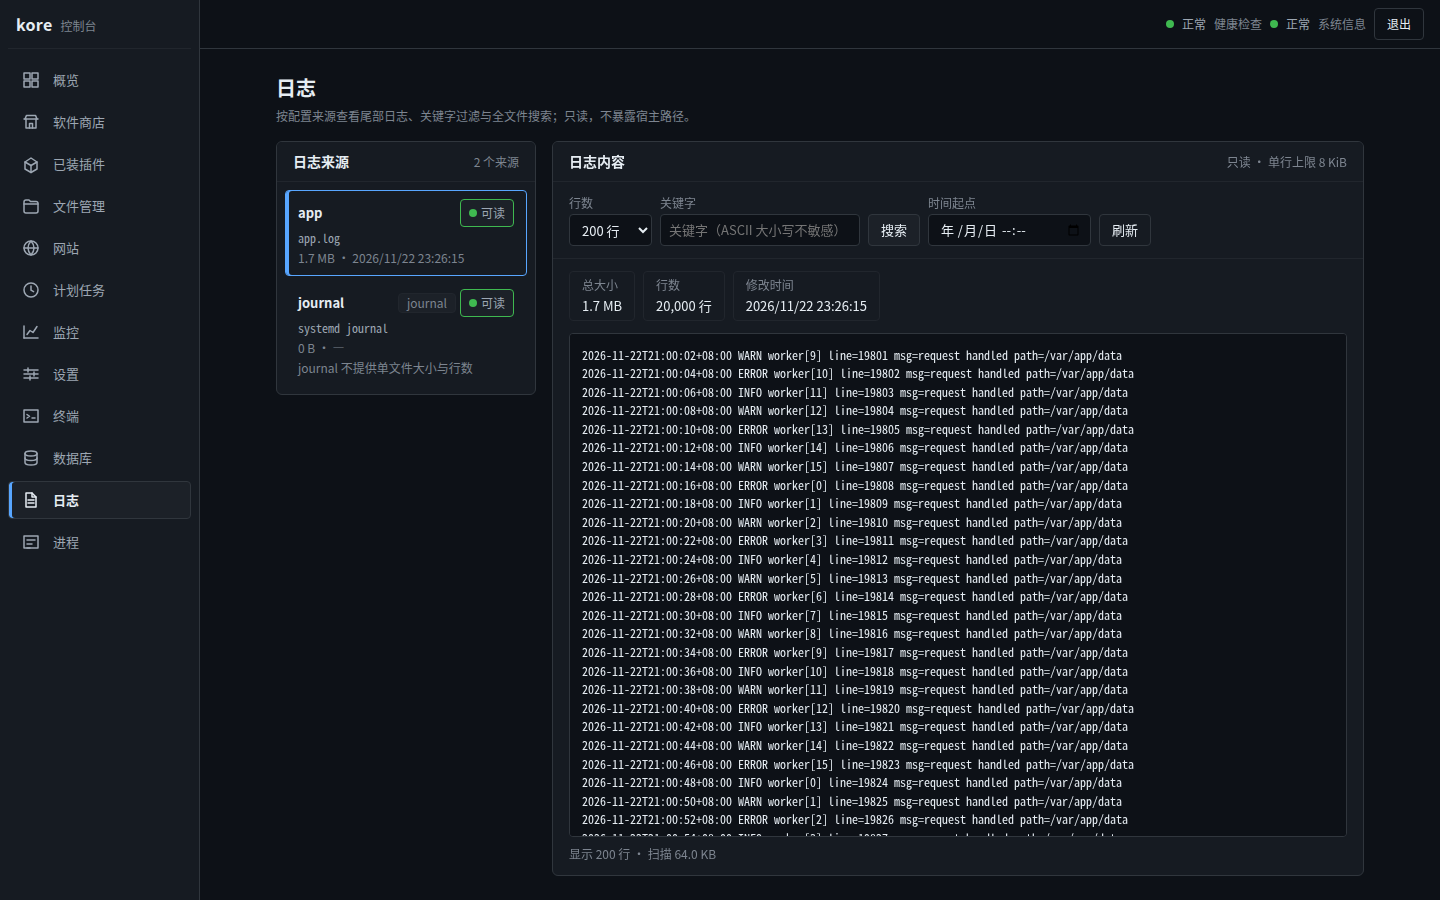 kore 控制台
正常 健康检查 正常 系统信息 退出
概览
软件商店
已装插件
文件管理
网站
计划任务
监控
设置
终端
数据库
日志
进程
日志
按配置来源查看尾部日志、关键字过滤与全文件搜索；只读，不暴露宿主路径。
日志来源 2 个来源
app 可读
app.log
1.7 MB · 2026/11/22 23:26:15
journal journal 可读
systemd journal
0 B · —
journal 不提供单文件大小与行数
日志内容 只读 · 单行上限 8 KiB
行数 关键字 时间起点
200 行 关键字（ASCII 大小写不敏感） 搜索 年 /月/日 --:-- 刷新
总大小 行数 修改时间
1.7 MB 20,000 行 2026/11/22 23:26:15
2026-11-22T21:00:02+08:00 WARN worker[9] line=19801 msg=request handled path=/var/app/data
2026-11-22T21:00:04+08:00 ERROR worker[10] line=19802 msg=request handled path=/var/app/data
2026-11-22T21:00:06+08:00 INFO worker[11] line=19803 msg=request handled path=/var/app/data
2026-11-22T21:00:08+08:00 WARN worker[12] line=19804 msg=request handled path=/var/app/data
2026-11-22T21:00:10+08:00 ERROR worker[13] line=19805 msg=request handled path=/var/app/data
2026-11-22T21:00:12+08:00 INFO worker[14] line=19806 msg=request handled path=/var/app/data
2026-11-22T21:00:14+08:00 WARN worker[15] line=19807 msg=request handled path=/var/app/data
2026-11-22T21:00:16+08:00 ERROR worker[0] line=19808 msg=request handled path=/var/app/data
2026-11-22T21:00:18+08:00 INFO worker[1] line=19809 msg=request handled path=/var/app/data
2026-11-22T21:00:20+08:00 WARN worker[2] line=19810 msg=request handled path=/var/app/data
2026-11-22T21:00:22+08:00 ERROR worker[3] line=19811 msg=request handled path=/var/app/data
2026-11-22T21:00:24+08:00 INFO worker[4] line=19812 msg=request handled path=/var/app/data
2026-11-22T21:00:26+08:00 WARN worker[5] line=19813 msg=request handled path=/var/app/data
2026-11-22T21:00:28+08:00 ERROR worker[6] line=19814 msg=request handled path=/var/app/data
2026-11-22T21:00:30+08:00 INFO worker[7] line=19815 msg=request handled path=/var/app/data
2026-11-22T21:00:32+08:00 WARN worker[8] line=19816 msg=request handled path=/var/app/data
2026-11-22T21:00:34+08:00 ERROR worker[9] line=19817 msg=request handled path=/var/app/data
2026-11-22T21:00:36+08:00 INFO worker[10] line=19818 msg=request handled path=/var/app/data
2026-11-22T21:00:38+08:00 WARN worker[11] line=19819 msg=request handled path=/var/app/data
2026-11-22T21:00:40+08:00 ERROR worker[12] line=19820 msg=request handled path=/var/app/data
2026-11-22T21:00:42+08:00 INFO worker[13] line=19821 msg=request handled path=/var/app/data
2026-11-22T21:00:44+08:00 WARN worker[14] line=19822 msg=request handled path=/var/app/data
2026-11-22T21:00:46+08:00 ERROR worker[15] line=19823 msg=request handled path=/var/app/data
2026-11-22T21:00:48+08:00 INFO worker[0] line=19824 msg=request handled path=/var/app/data
2026-11-22T21:00:50+08:00 WARN worker[1] line=19825 msg=request handled path=/var/app/data
2026-11-22T21:00:52+08:00 ERROR worker[2] line=19826 msg=request handled path=/var/app/data
显示 200 行 · 扫描 64.0 KB